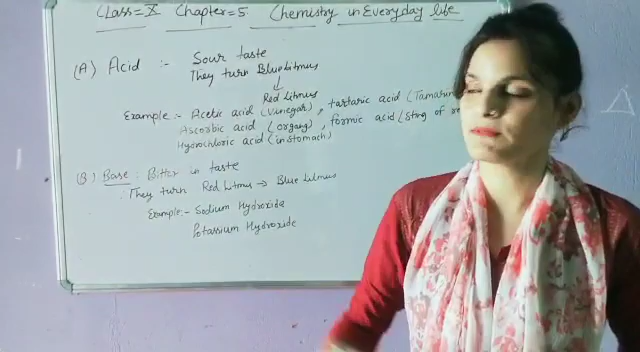 Class=X Chapter=5. Chemistry in Everyday life
(A) Acid :- Sour taste
They turn Blue litmus
↓
Red litmus
Example:- Acetic acid (vinegar), tartaric acid (Tamarin
Ascorbic acid (organg), formic acid (sting of
Hydrochloric acid (in stomach)
(B) Base : Bitter in taste
They turn Red litmus → Blue litmus
Example:- Sodium Hydroxide
Potassium Hydroxide